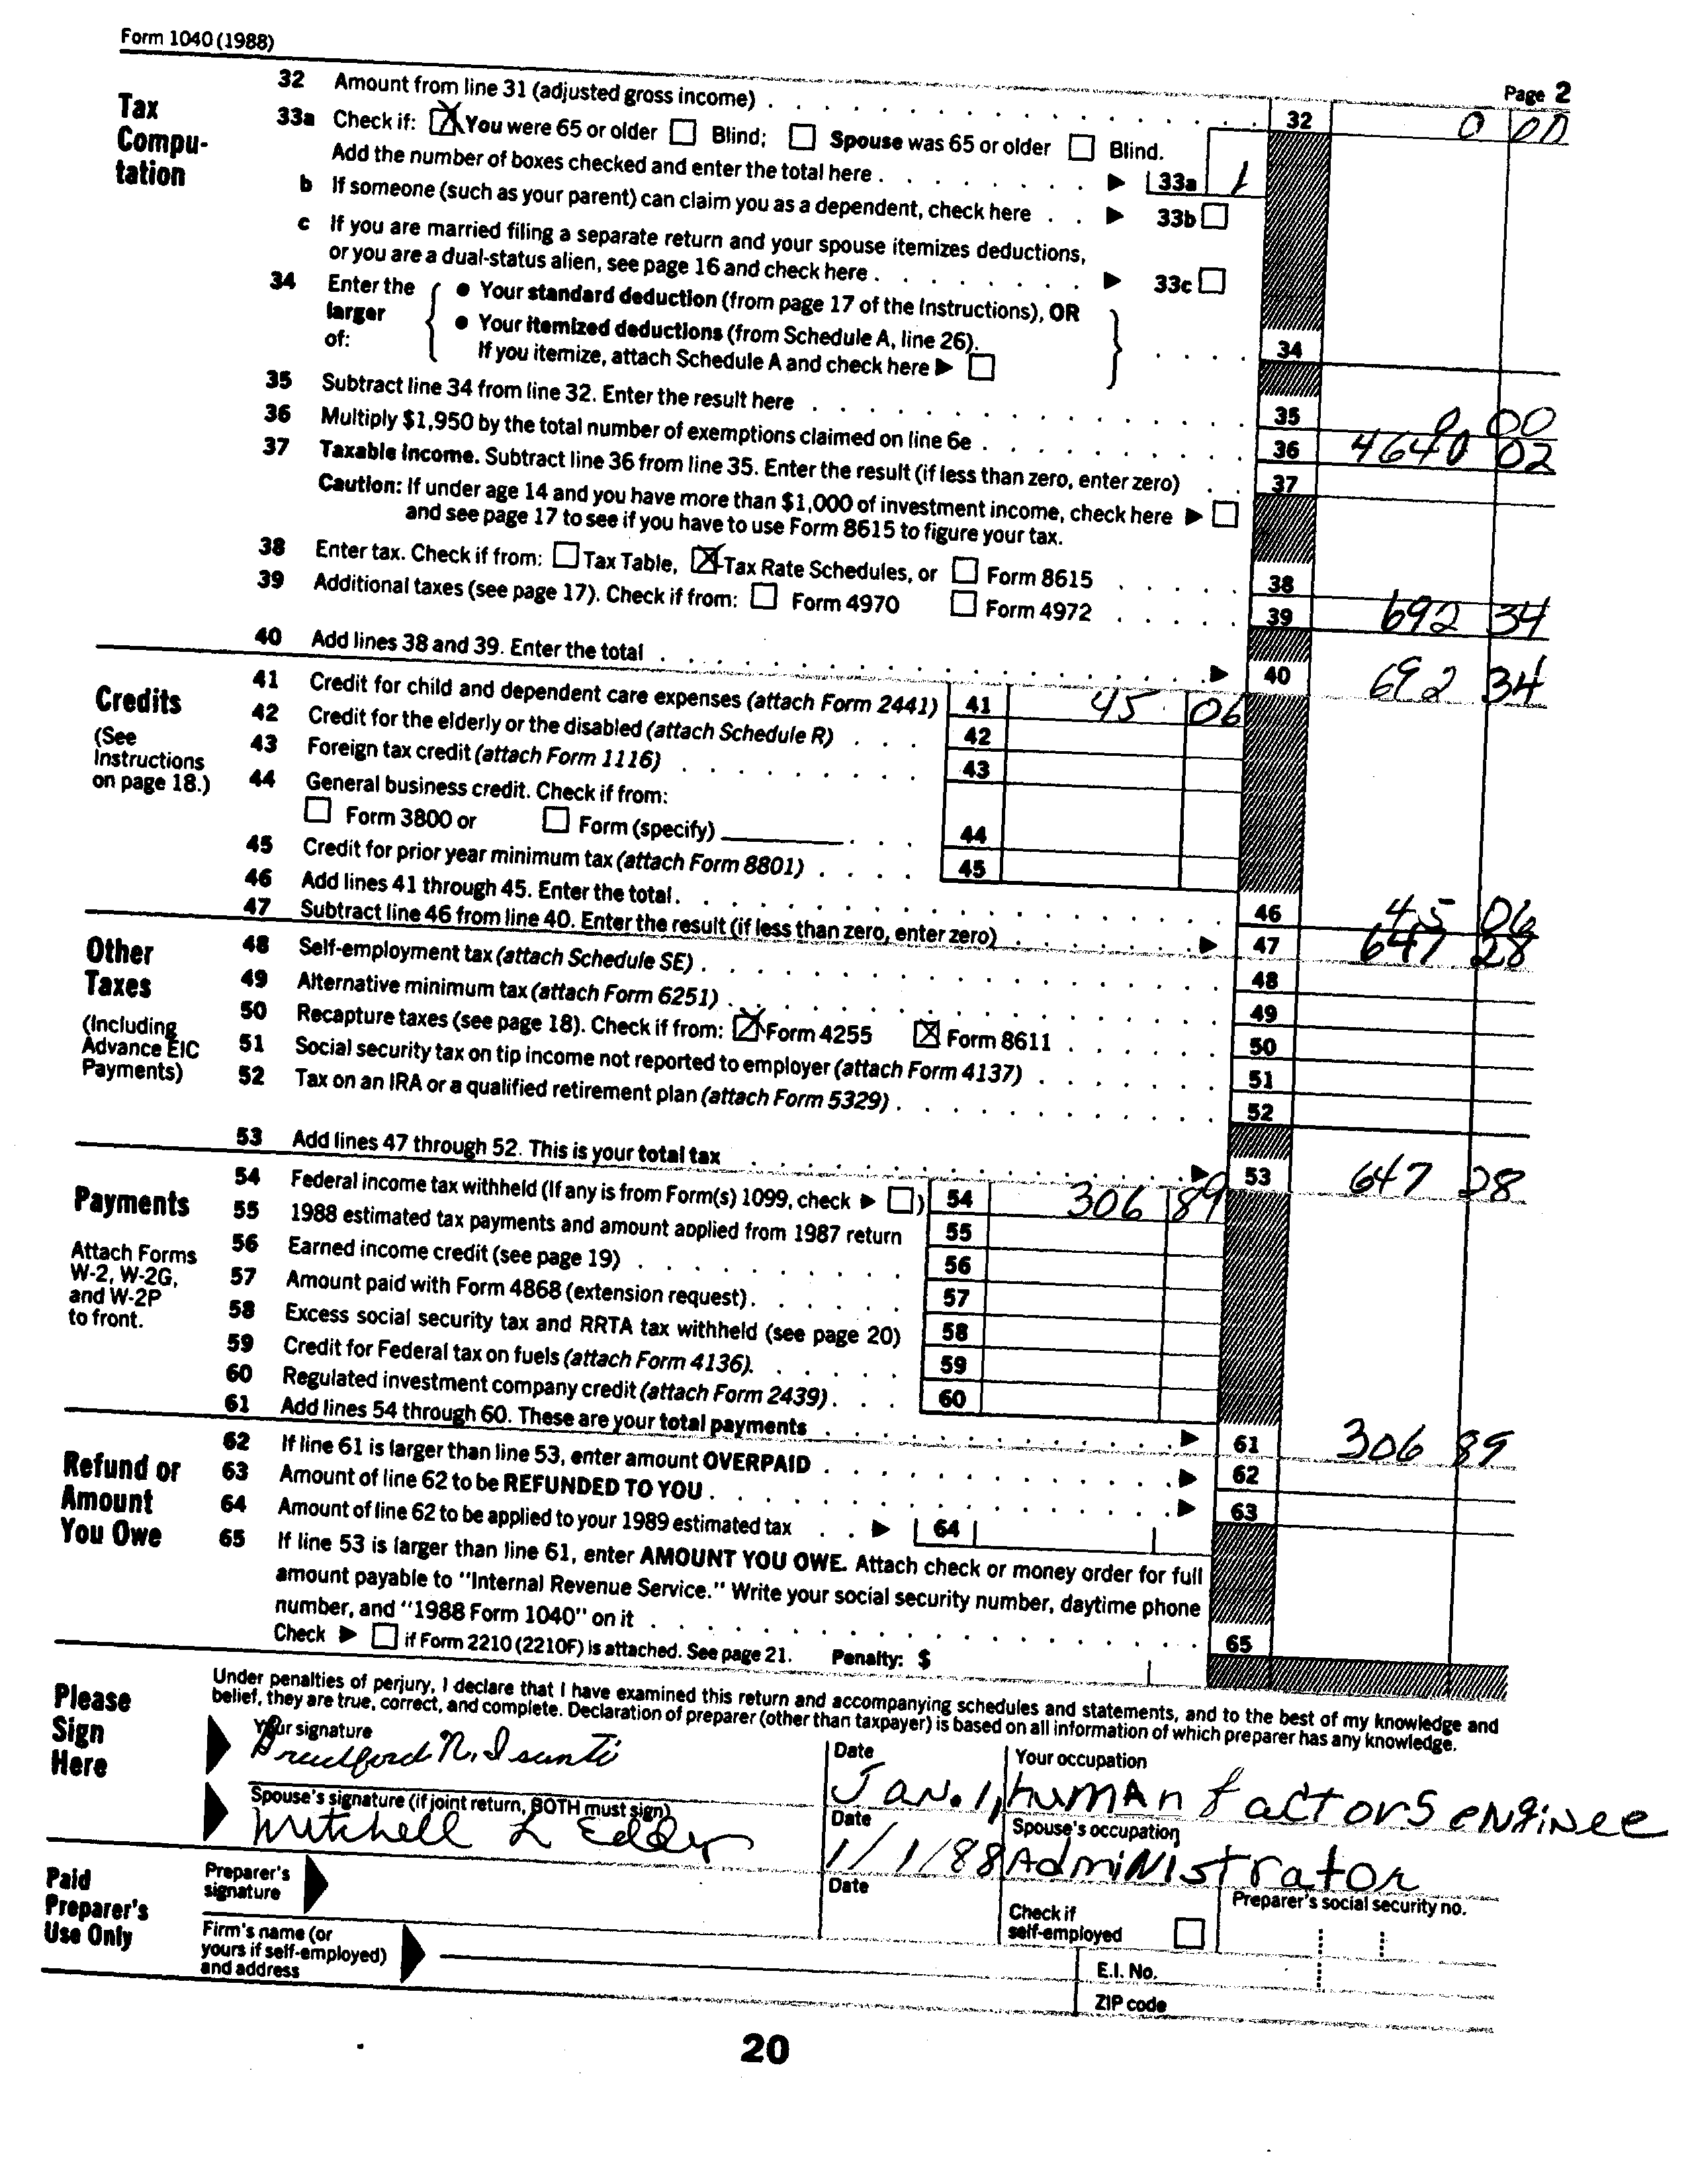 Form 1040 (1988)
Page 2
Tax Compu-tation
32 Amount from line 31 (adjusted gross income) . . . . 32 0 00
33a Check if: ☒ You were 65 or older ☐ Blind; ☐ Spouse was 65 or older ☐ Blind.
Add the number of boxes checked and enter the total here . . . ▶ 33a 1
b If someone (such as your parent) can claim you as a dependent, check here . . ▶ 33b ☐
c If you are married filing a separate return and your spouse itemizes deductions,
or you are a dual-status alien, see page 16 and check here . . . ▶ 33c ☐
34 Enter the larger of: { • Your standard deduction (from page 17 of the Instructions), OR
• Your itemized deductions (from Schedule A, line 26).
If you itemize, attach Schedule A and check here ▶ ☐ } . . . . 34
35 Subtract line 34 from line 32. Enter the result here . . . . 35 0 00
36 Multiply $1,950 by the total number of exemptions claimed on line 6e . . . . 36 4640 02
37 Taxable income. Subtract line 36 from line 35. Enter the result (if less than zero, enter zero) . . 37
Caution: If under age 14 and you have more than $1,000 of investment income, check here ▶ ☐
and see page 17 to see if you have to use Form 8615 to figure your tax.
38 Enter tax. Check if from: ☐ Tax Table, ☒ Tax Rate Schedules, or ☐ Form 8615 . . . . 38
39 Additional taxes (see page 17). Check if from: ☐ Form 4970 ☐ Form 4972 . . . . 39 692 34
40 Add lines 38 and 39. Enter the total . . . . ▶ 40 692 34
Credits
(See Instructions on page 18.)
41 Credit for child and dependent care expenses (attach Form 2441) 41 45 06
42 Credit for the elderly or the disabled (attach Schedule R) . . . 42
43 Foreign tax credit (attach Form 1116) . . . . 43
44 General business credit. Check if from:
☐ Form 3800 or ☐ Form (specify) ______ . . . 44
45 Credit for prior year minimum tax (attach Form 8801) . . . . 45
46 Add lines 41 through 45. Enter the total . . . . 46 45 06
47 Subtract line 46 from line 40. Enter the result (if less than zero, enter zero) . . . . ▶ 47 647 28
Other Taxes
(Including Advance EIC Payments)
48 Self-employment tax (attach Schedule SE) . . . . 48
49 Alternative minimum tax (attach Form 6251) . . . . 49
50 Recapture taxes (see page 18). Check if from: ☒ Form 4255 ☒ Form 8611 . . . . 50
51 Social security tax on tip income not reported to employer (attach Form 4137) . . . . 51
52 Tax on an IRA or a qualified retirement plan (attach Form 5329) . . . . 52
53 Add lines 47 through 52. This is your total tax . . . . ▶ 53 647 28
Payments
Attach Forms W-2, W-2G, and W-2P to front.
54 Federal income tax withheld (If any is from Form(s) 1099, check ▶ ☐ ) 54 306 89
55 1988 estimated tax payments and amount applied from 1987 return 55
56 Earned income credit (see page 19) . . . . 56
57 Amount paid with Form 4868 (extension request) . . . . 57
58 Excess social security tax and RRTA tax withheld (see page 20) 58
59 Credit for Federal tax on fuels (attach Form 4136) . . . . 59
60 Regulated investment company credit (attach Form 2439) . . . 60
61 Add lines 54 through 60. These are your total payments . . . . ▶ 61 306 89
Refund or Amount You Owe
62 If line 61 is larger than line 53, enter amount OVERPAID . . . . ▶ 62
63 Amount of line 62 to be REFUNDED TO YOU . . . . ▶ 63
64 Amount of line 62 to be applied to your 1989 estimated tax . . ▶ 64
65 If line 53 is larger than line 61, enter AMOUNT YOU OWE. Attach check or money order for full
amount payable to "Internal Revenue Service." Write your social security number, daytime phone
number, and "1988 Form 1040" on it . . . . 65
Check ▶ ☐ if Form 2210 (2210F) is attached. See page 21. Penalty: $
Please Sign Here
Under penalties of perjury, I declare that I have examined this return and accompanying schedules and statements, and to the best of my knowledge and
belief, they are true, correct, and complete. Declaration of preparer (other than taxpayer) is based on all information of which preparer has any knowledge.
Your signature Date Your occupation
Bradford N. Isanti Jan. 1, human factors enginee
Spouse's signature (if joint return, BOTH must sign) Date Spouse's occupation
Mitchell L Eddy 1/1/88 Administrator
Paid Preparer's Use Only
Preparer's signature Date Check if self-employed ☐ Preparer's social security no.
Firm's name (or yours if self-employed) and address E.I. No.
ZIP code
20